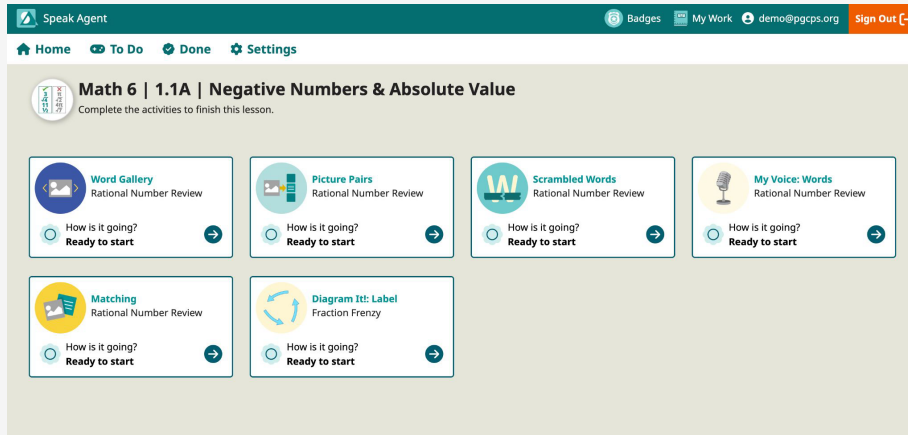 Speak Agent
Badges
My Work
demo@pgcps.org
Sign Out
Home
To Do
Done
Settings
Math 6 | 1.1A | Negative Numbers & Absolute Value
Complete the activities to finish this lesson.
Word Gallery
Rational Number Review
How is it going?
Ready to start
Picture Pairs
Rational Number Review
How is it going?
Ready to start
Scrambled Words
Rational Number Review
How is it going?
Ready to start
My Voice: Words
Rational Number Review
How is it going?
Ready to start
Matching
Rational Number Review
How is it going?
Ready to start
Diagram It!: Label
Fraction Frenzy
How is it going?
Ready to start